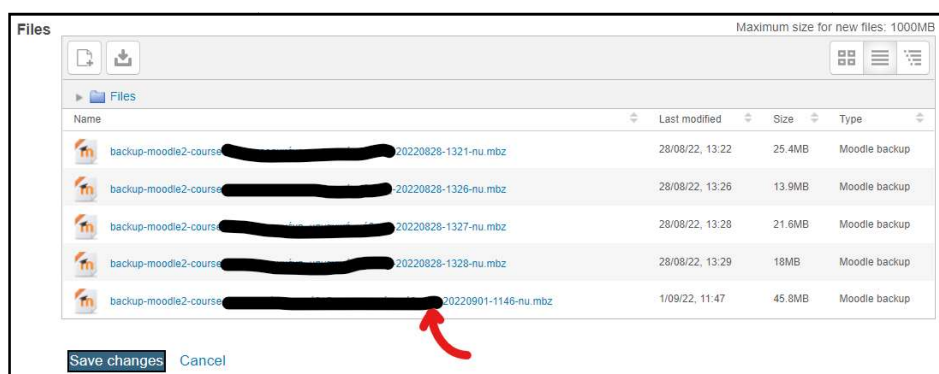 Files
Maximum size for new files: 1000MB
Files
Name Last modified Size Type
backup-moodle2-course 20220828-1321-nu.mbz 28/08/22, 13:22 25.4MB Moodle backup
backup-moodle2-course -20220828-1326-nu.mbz 28/08/22, 13:26 13.9MB Moodle backup
backup-moodle2-course 20220828-1327-nu.mbz 28/08/22, 13:28 21.6MB Moodle backup
backup-moodle2-course -20220828-1328-nu.mbz 28/08/22, 13:29 18MB Moodle backup
backup-moodle2-course 20220901-1146-nu.mbz 1/09/22, 11:47 45.8MB Moodle backup
Save changes Cancel